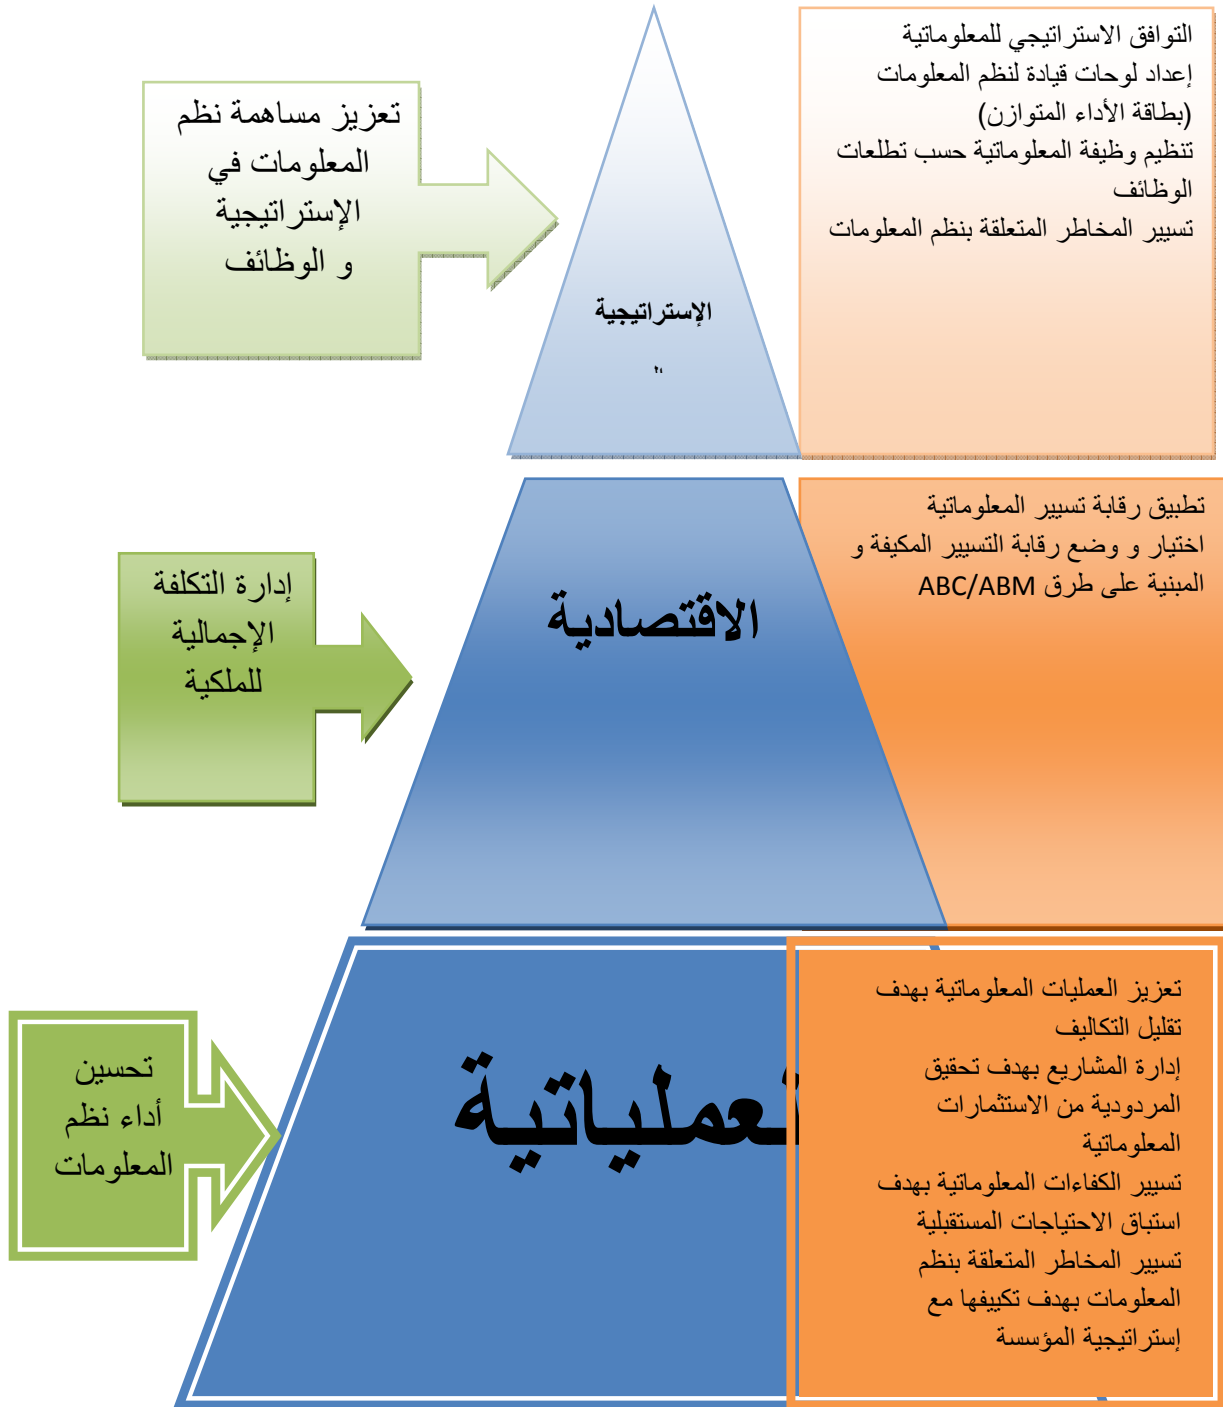 التوافق الاستراتيجي للمعلوماتية
إعداد لوحات قيادة لنظم المعلومات
(بطاقة الأداء المتوازن)
تنظيم وظيفة المعلوماتية حسب تطلعات
الوظائف
تسيير المخاطر المتعلقة بنظم المعلومات
الإستراتيجية
تعزيز مساهمة نظم
المعلومات في
الإستراتيجية
و الوظائف
تطبيق رقابة تسيير المعلوماتية
اختيار و وضع رقابة التسيير المكيفة و
المبنية على طرق ABC/ABM
الاقتصادية
إدارة التكلفة
الإجمالية
للملكية
تعزيز العمليات المعلوماتية بهدف
تقليل التكاليف
إدارة المشاريع بهدف تحقيق
المردودية من الاستثمارات
المعلوماتية
تسيير الكفاءات المعلوماتية بهدف
استباق الاحتياجات المستقبلية
تسيير المخاطر المتعلقة بنظم
المعلومات بهدف تكييفها مع
إستراتيجية المؤسسة
لعملياتية
تحسين
أداء نظم
المعلومات